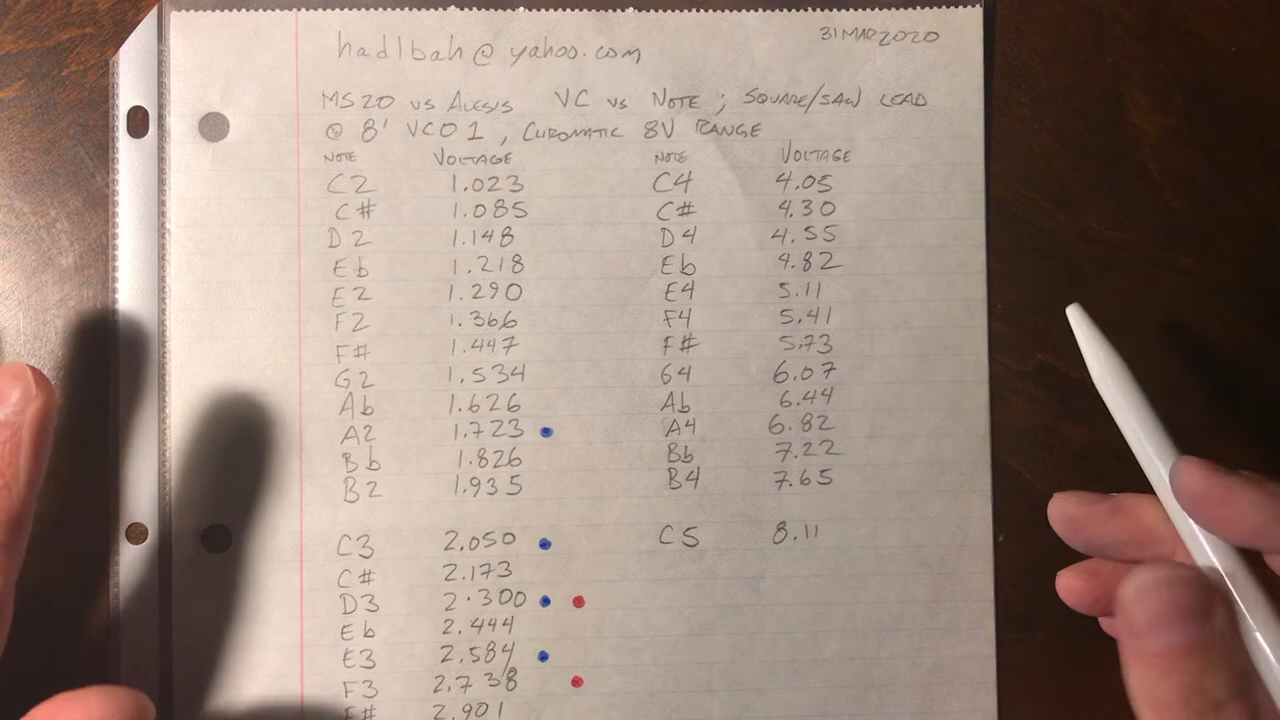 31MAR2020
hadlbah@yahoo.com
MS20 vs ALESIS VC vs NOTE ; SQUARE/SAW LEAD
@ 8' VCO1 , CHROMATIC 8V RANGE
NOTE VOLTAGE NOTE VOLTAGE
C2 1.023 C4 4.05
C# 1.085 C# 4.30
D2 1.148 D4 4.55
Eb 1.218 Eb 4.82
E2 1.290 E4 5.11
F2 1.366 F4 5.41
F# 1.447 F# 5.73
G2 1.534 G4 6.07
Ab 1.626 Ab 6.44
A2 1.723 A4 6.82
Bb 1.826 Bb 7.22
B2 1.935 B4 7.65
C3 2.050 C5 8.11
C# 2.173
D3 2.300
Eb 2.444
E3 2.584
F3 2.738
F# 2.901